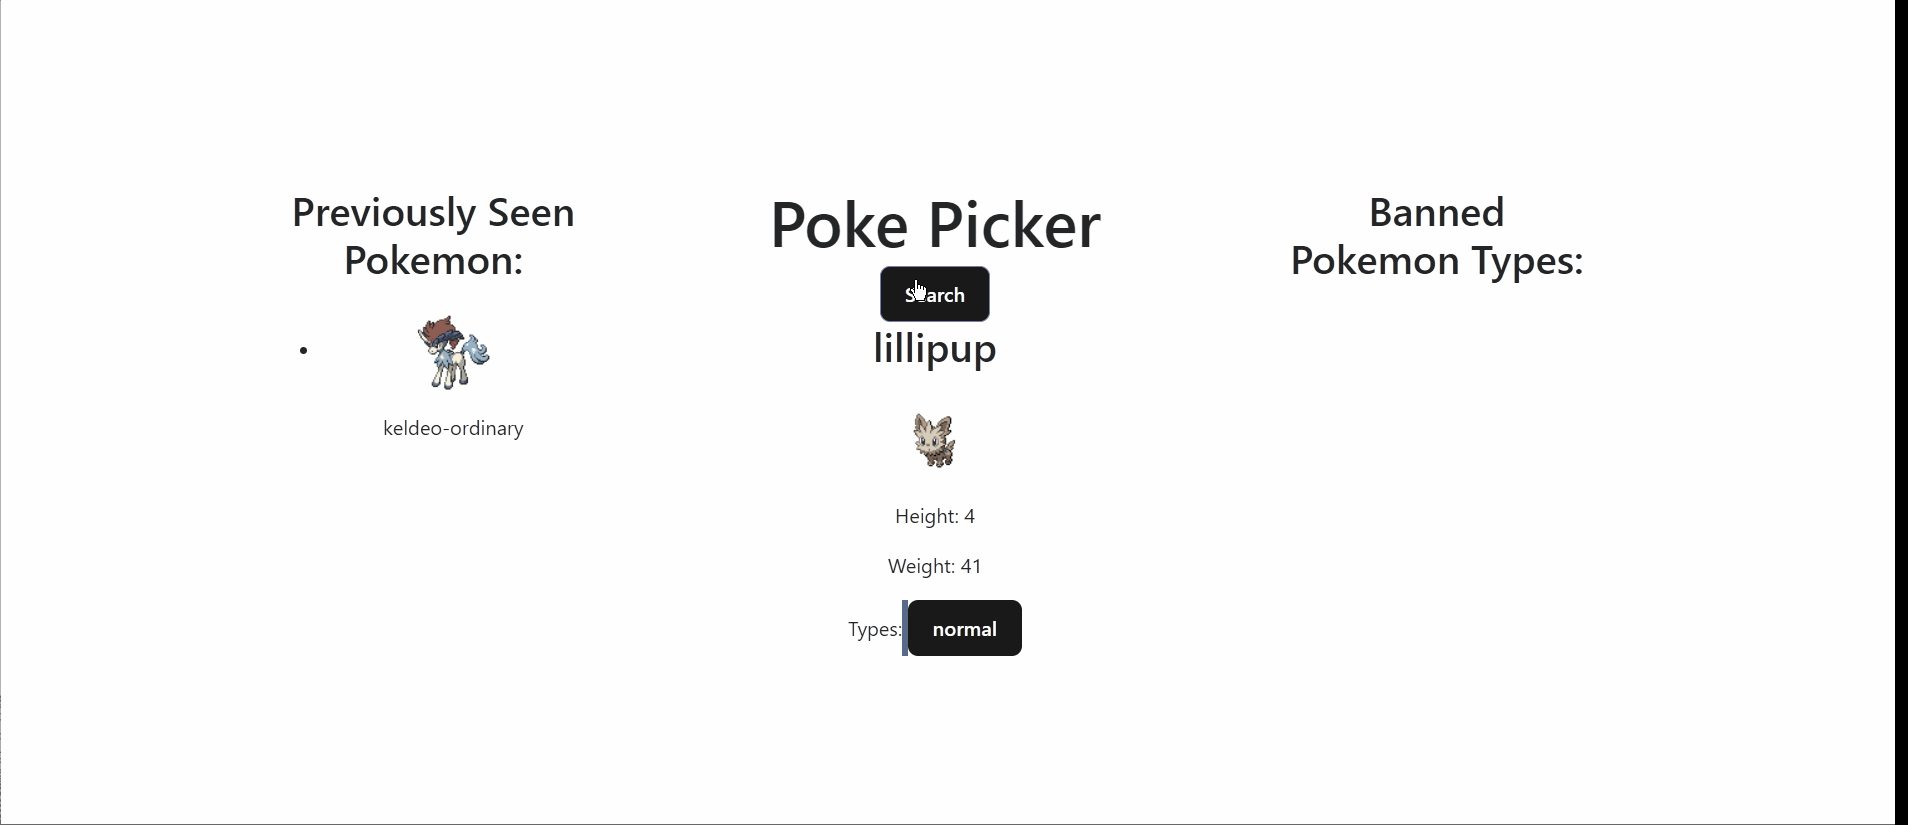 Previously Seen
Pokemon:
keldeo-ordinary
Poke Picker
Search
lillipup
Height: 4
Weight: 41
Types: normal
Banned
Pokemon Types: